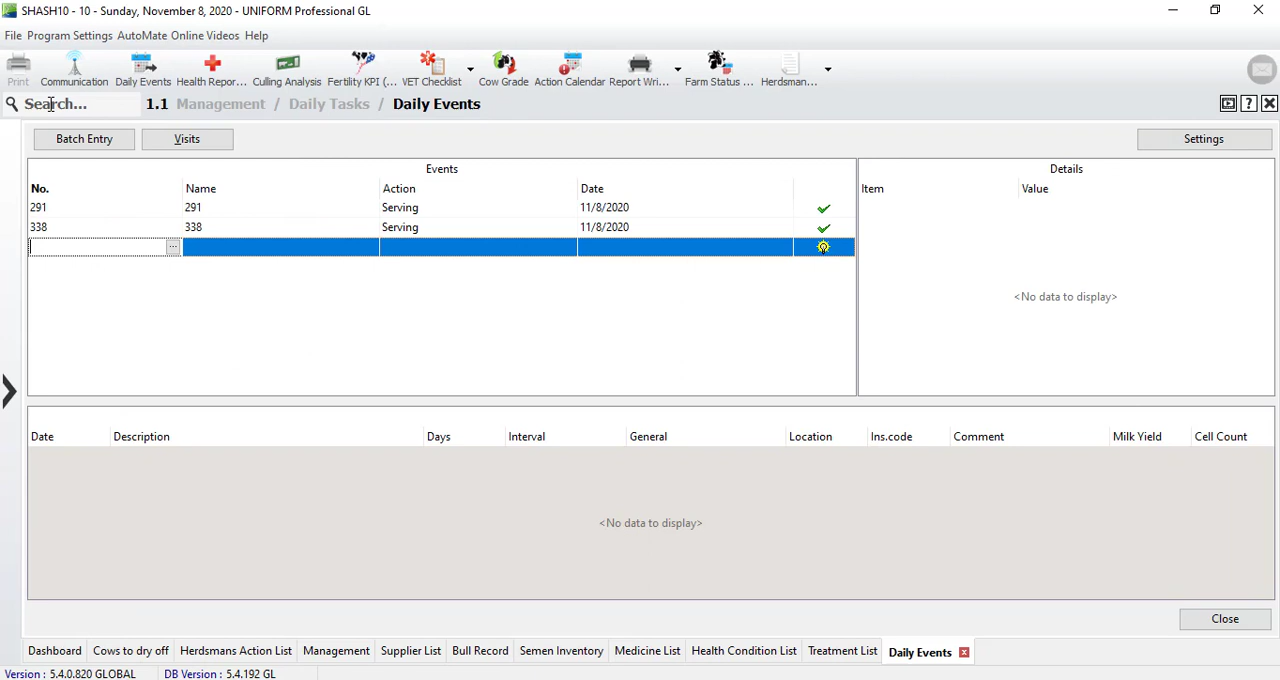 SHASH10 - 10 - Sunday, November 8, 2020 - UNIFORM Professional GL
File Program Settings AutoMate Online Videos Help
Print Communication Daily Events Health Repor... Culling Analysis Fertility KPI (... VET Checklist Cow Grade Action Calendar Report Wri... Farm Status ... Herdsman...
Search... 1.1 Management / Daily Tasks / Daily Events
Batch Entry Visits Settings
Events Details
No. Name Action Date Item Value
291 291 Serving 11/8/2020
338 338 Serving 11/8/2020
...
<No data to display>
Date Description Days Interval General Location Ins.code Comment Milk Yield Cell Count
<No data to display>
Close
Dashboard Cows to dry off Herdsmans Action List Management Supplier List Bull Record Semen Inventory Medicine List Health Condition List Treatment List Daily Events
Version : 5.4.0.820 GLOBAL DB Version : 5.4.192 GL